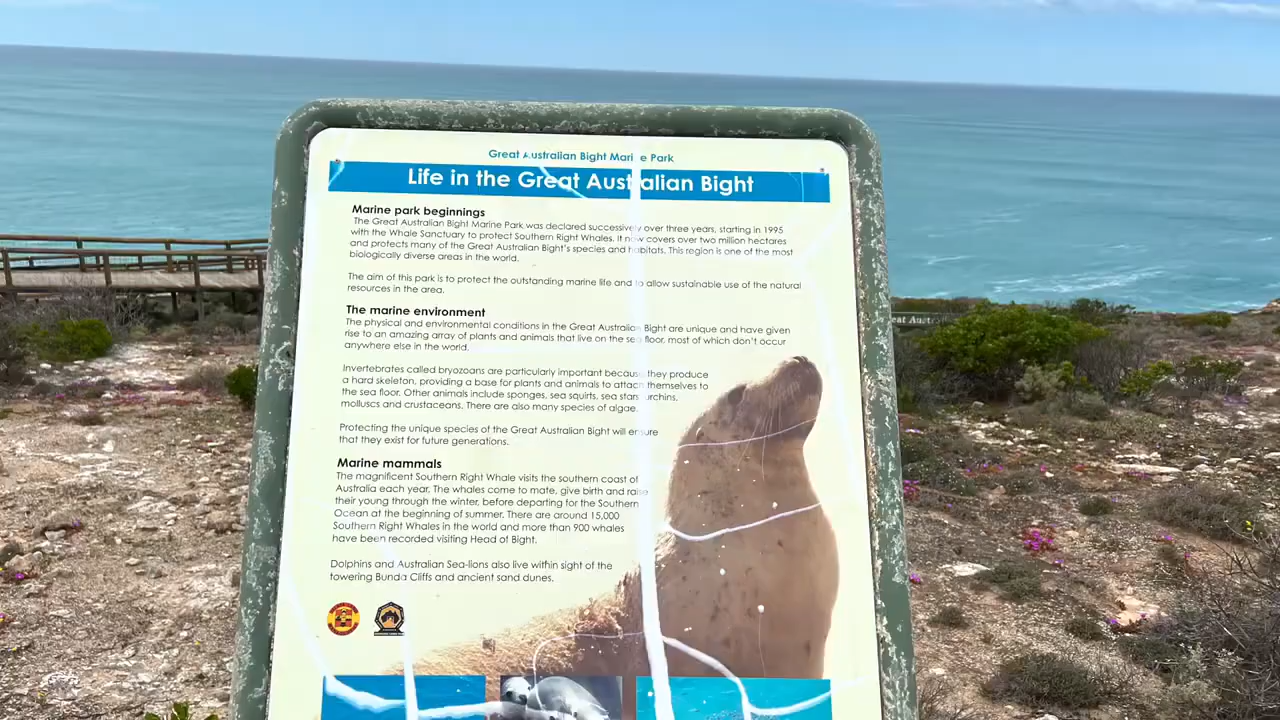 Great Australian Bight Marine Park
Life in the Great Australian Bight
Marine park beginnings
The Great Australian Bight Marine Park was declared successively over three years, starting in 1995
with the Whale Sanctuary to protect Southern Right Whales. It now covers over two million hectares
and protects many of the Great Australian Bight's species and habitats. This region is one of the most
biologically diverse areas in the world.
The aim of this park is to protect the outstanding marine life and to allow sustainable use of the natural
resources in the area.
The marine environment
The physical and environmental conditions in the Great Australian Bight are unique and have given
rise to an amazing array of plants and animals that live on the sea floor, most of which don't occur
anywhere else in the world.
Invertebrates called bryozoans are particularly important because they produce
a hard skeleton, providing a base for plants and animals to attach themselves to
the sea floor. Other animals include sponges, sea squirts, sea stars, urchins,
molluscs and crustaceans. There are also many species of algae.
Protecting the unique species of the Great Australian Bight will ensure
that they exist for future generations.
Marine mammals
The magnificent Southern Right Whale visits the southern coast of
Australia each year. The whales come to mate, give birth and raise
their young through the winter, before departing for the Southern
Ocean at the beginning of summer. There are around 15,000
Southern Right Whales in the world and more than 900 whales
have been recorded visiting Head of Bight.
Dolphins and Australian Sea-lions also live within sight of the
towering Bunda Cliffs and ancient sand dunes.